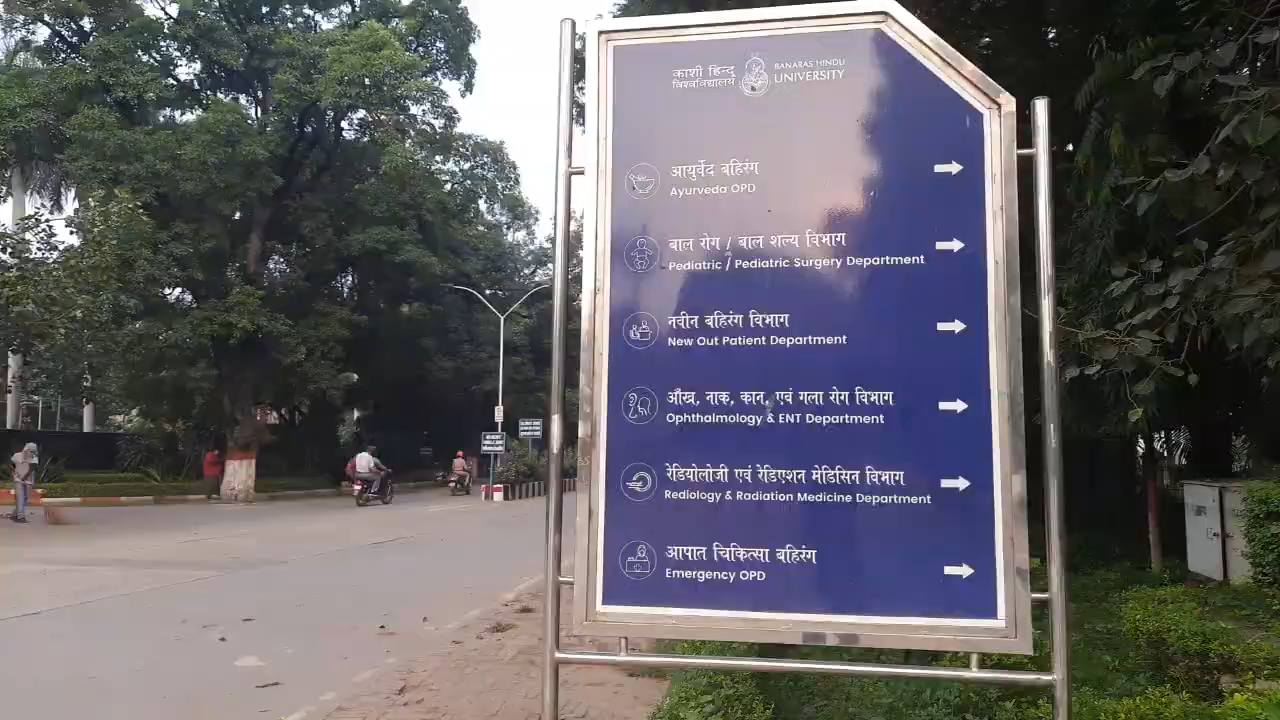 काशी हिन्दू
विश्वविद्यालय
BANARAS HINDU
UNIVERSITY
आयुर्वेद बहिरंग
Ayurveda OPD
बाल रोग / बाल शल्य विभाग
Pediatric / Pediatric Surgery Department
नवीन बहिरंग विभाग
New Out Patient Department
आँख, नाक, कान, एवं गला रोग विभाग
Ophthalmology & ENT Department
रेडियोलोजी एवं रेडिएशन मेडिसिन विभाग
Rediology & Radiation Medicine Department
आपात चिकित्सा बहिरंग
Emergency OPD